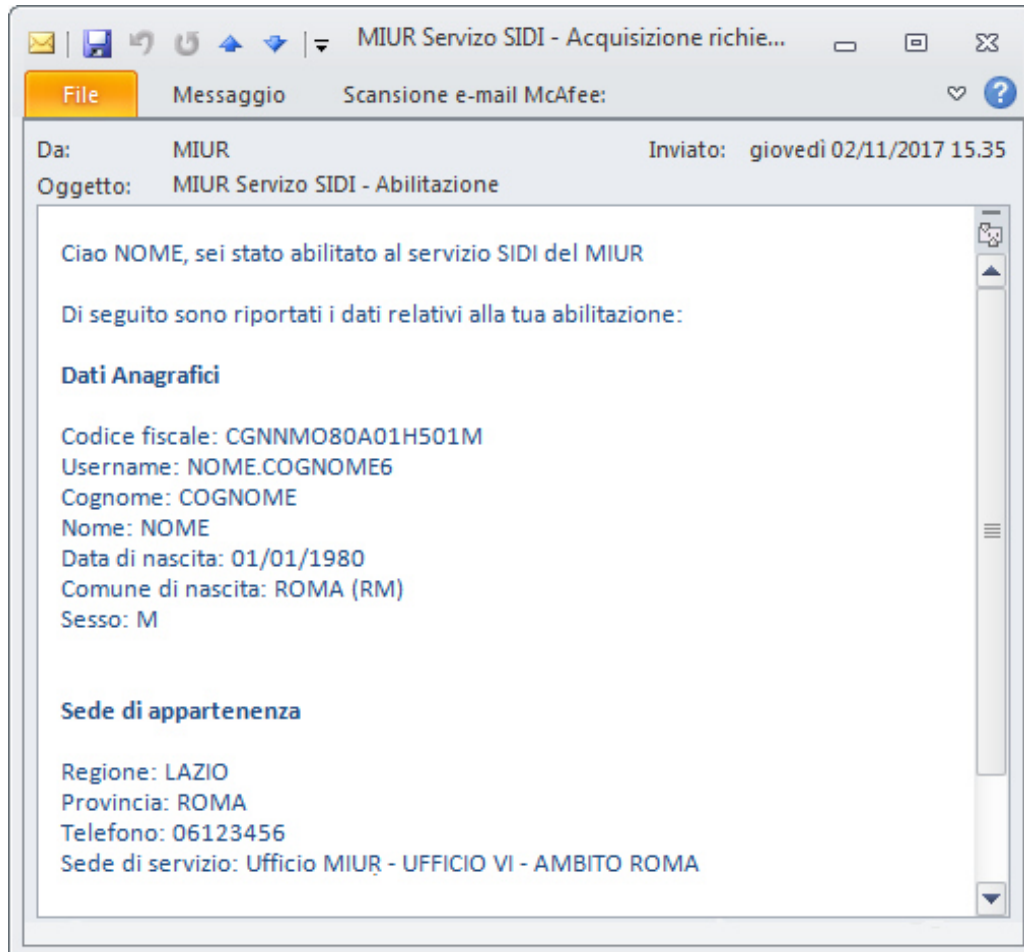 MIUR Servizo SIDI - Acquisizione richie...
File Messaggio Scansione e-mail McAfee:
Da: MIUR Inviato: giovedì 02/11/2017 15.35
Oggetto: MIUR Servizo SIDI - Abilitazione
Ciao NOME, sei stato abilitato al servizio SIDI del MIUR
Di seguito sono riportati i dati relativi alla tua abilitazione:
Dati Anagrafici
Codice fiscale: CGNNMO80A01H501M
Username: NOME.COGNOME6
Cognome: COGNOME
Nome: NOME
Data di nascita: 01/01/1980
Comune di nascita: ROMA (RM)
Sesso: M
Sede di appartenenza
Regione: LAZIO
Provincia: ROMA
Telefono: 06123456
Sede di servizio: Ufficio MIUR - UFFICIO VI - AMBITO ROMA